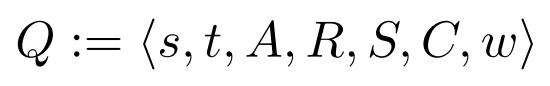 Q := ⟨s, t, A, R, S, C, w⟩